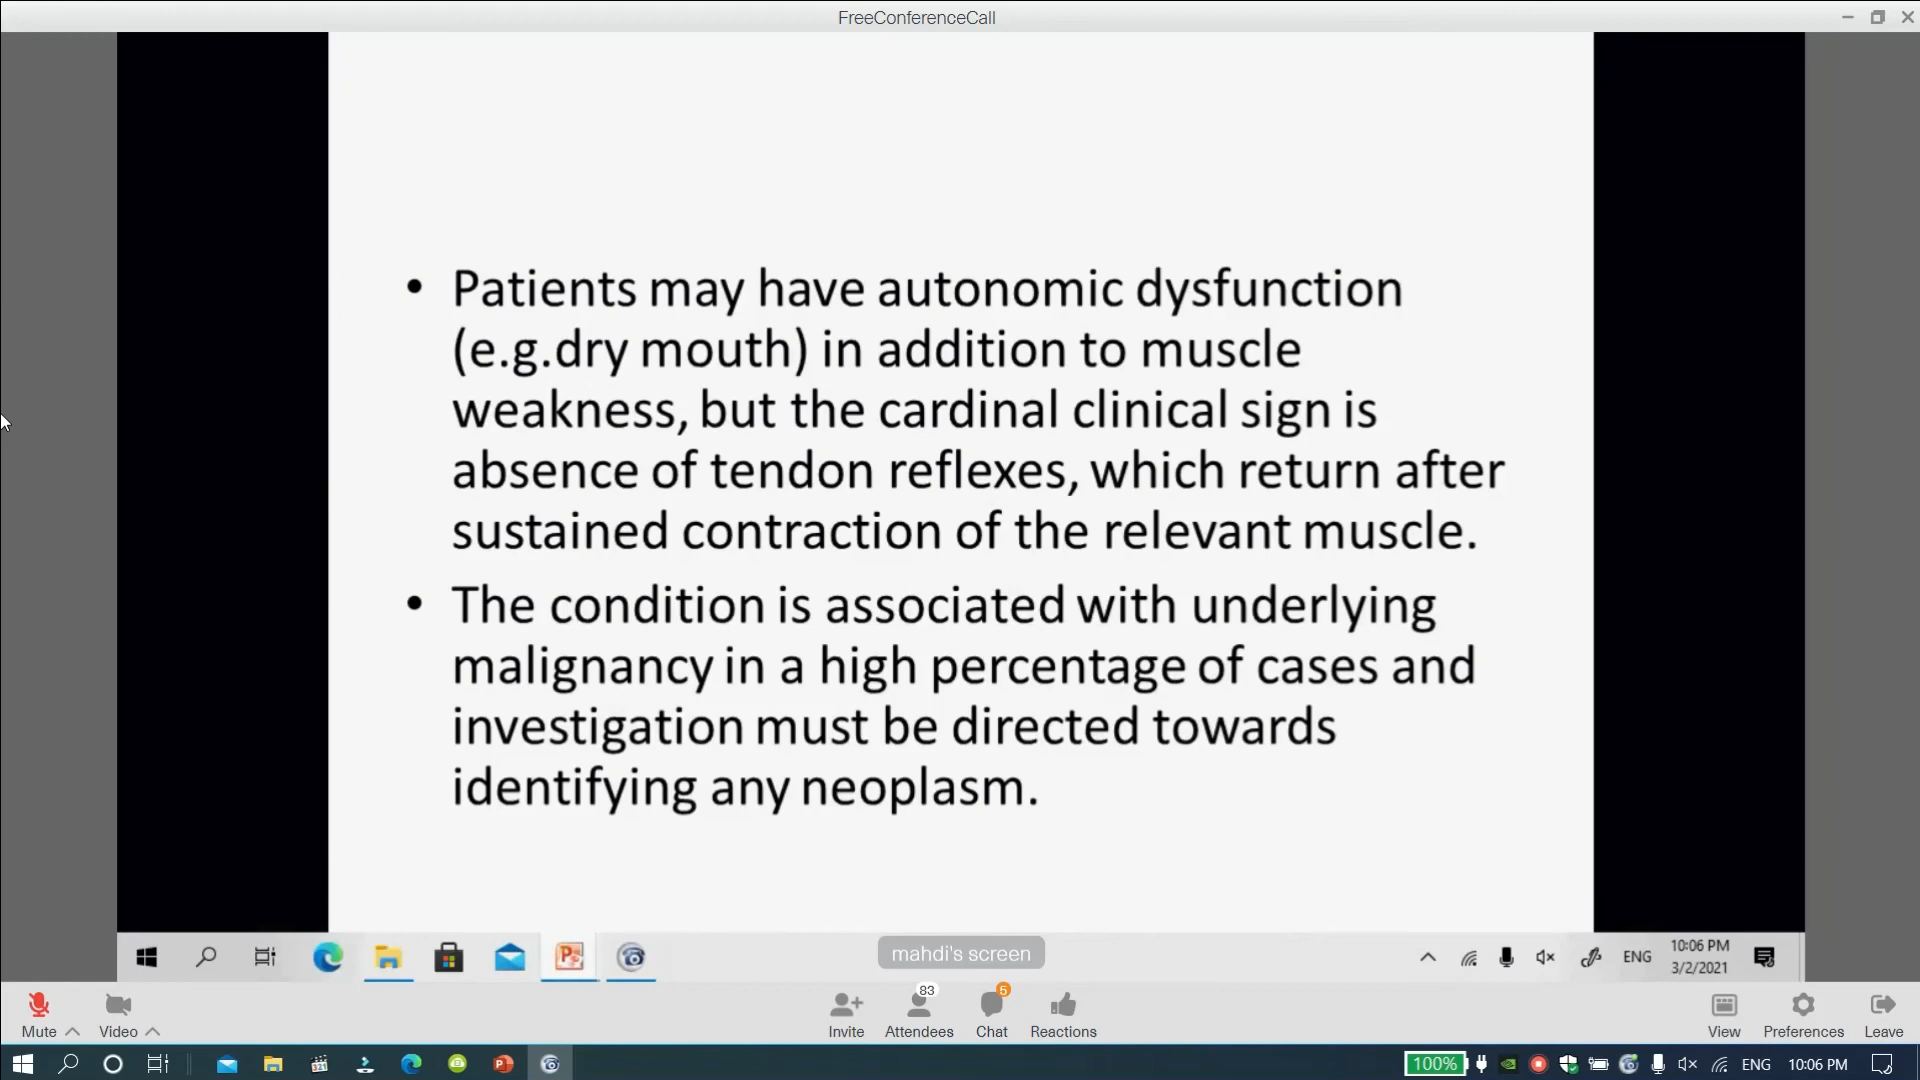 FreeConferenceCall
• Patients may have autonomic dysfunction
(e.g.dry mouth) in addition to muscle
weakness, but the cardinal clinical sign is
absence of tendon reflexes, which return after
sustained contraction of the relevant muscle.
• The condition is associated with underlying
malignancy in a high percentage of cases and
investigation must be directed towards
identifying any neoplasm.
mahdi's screen
ENG
10:06 PM
3/2/2021
83
5
Mute
Video
Invite
Attendees
Chat
Reactions
View
Preferences
Leave
100%
ENG
10:06 PM